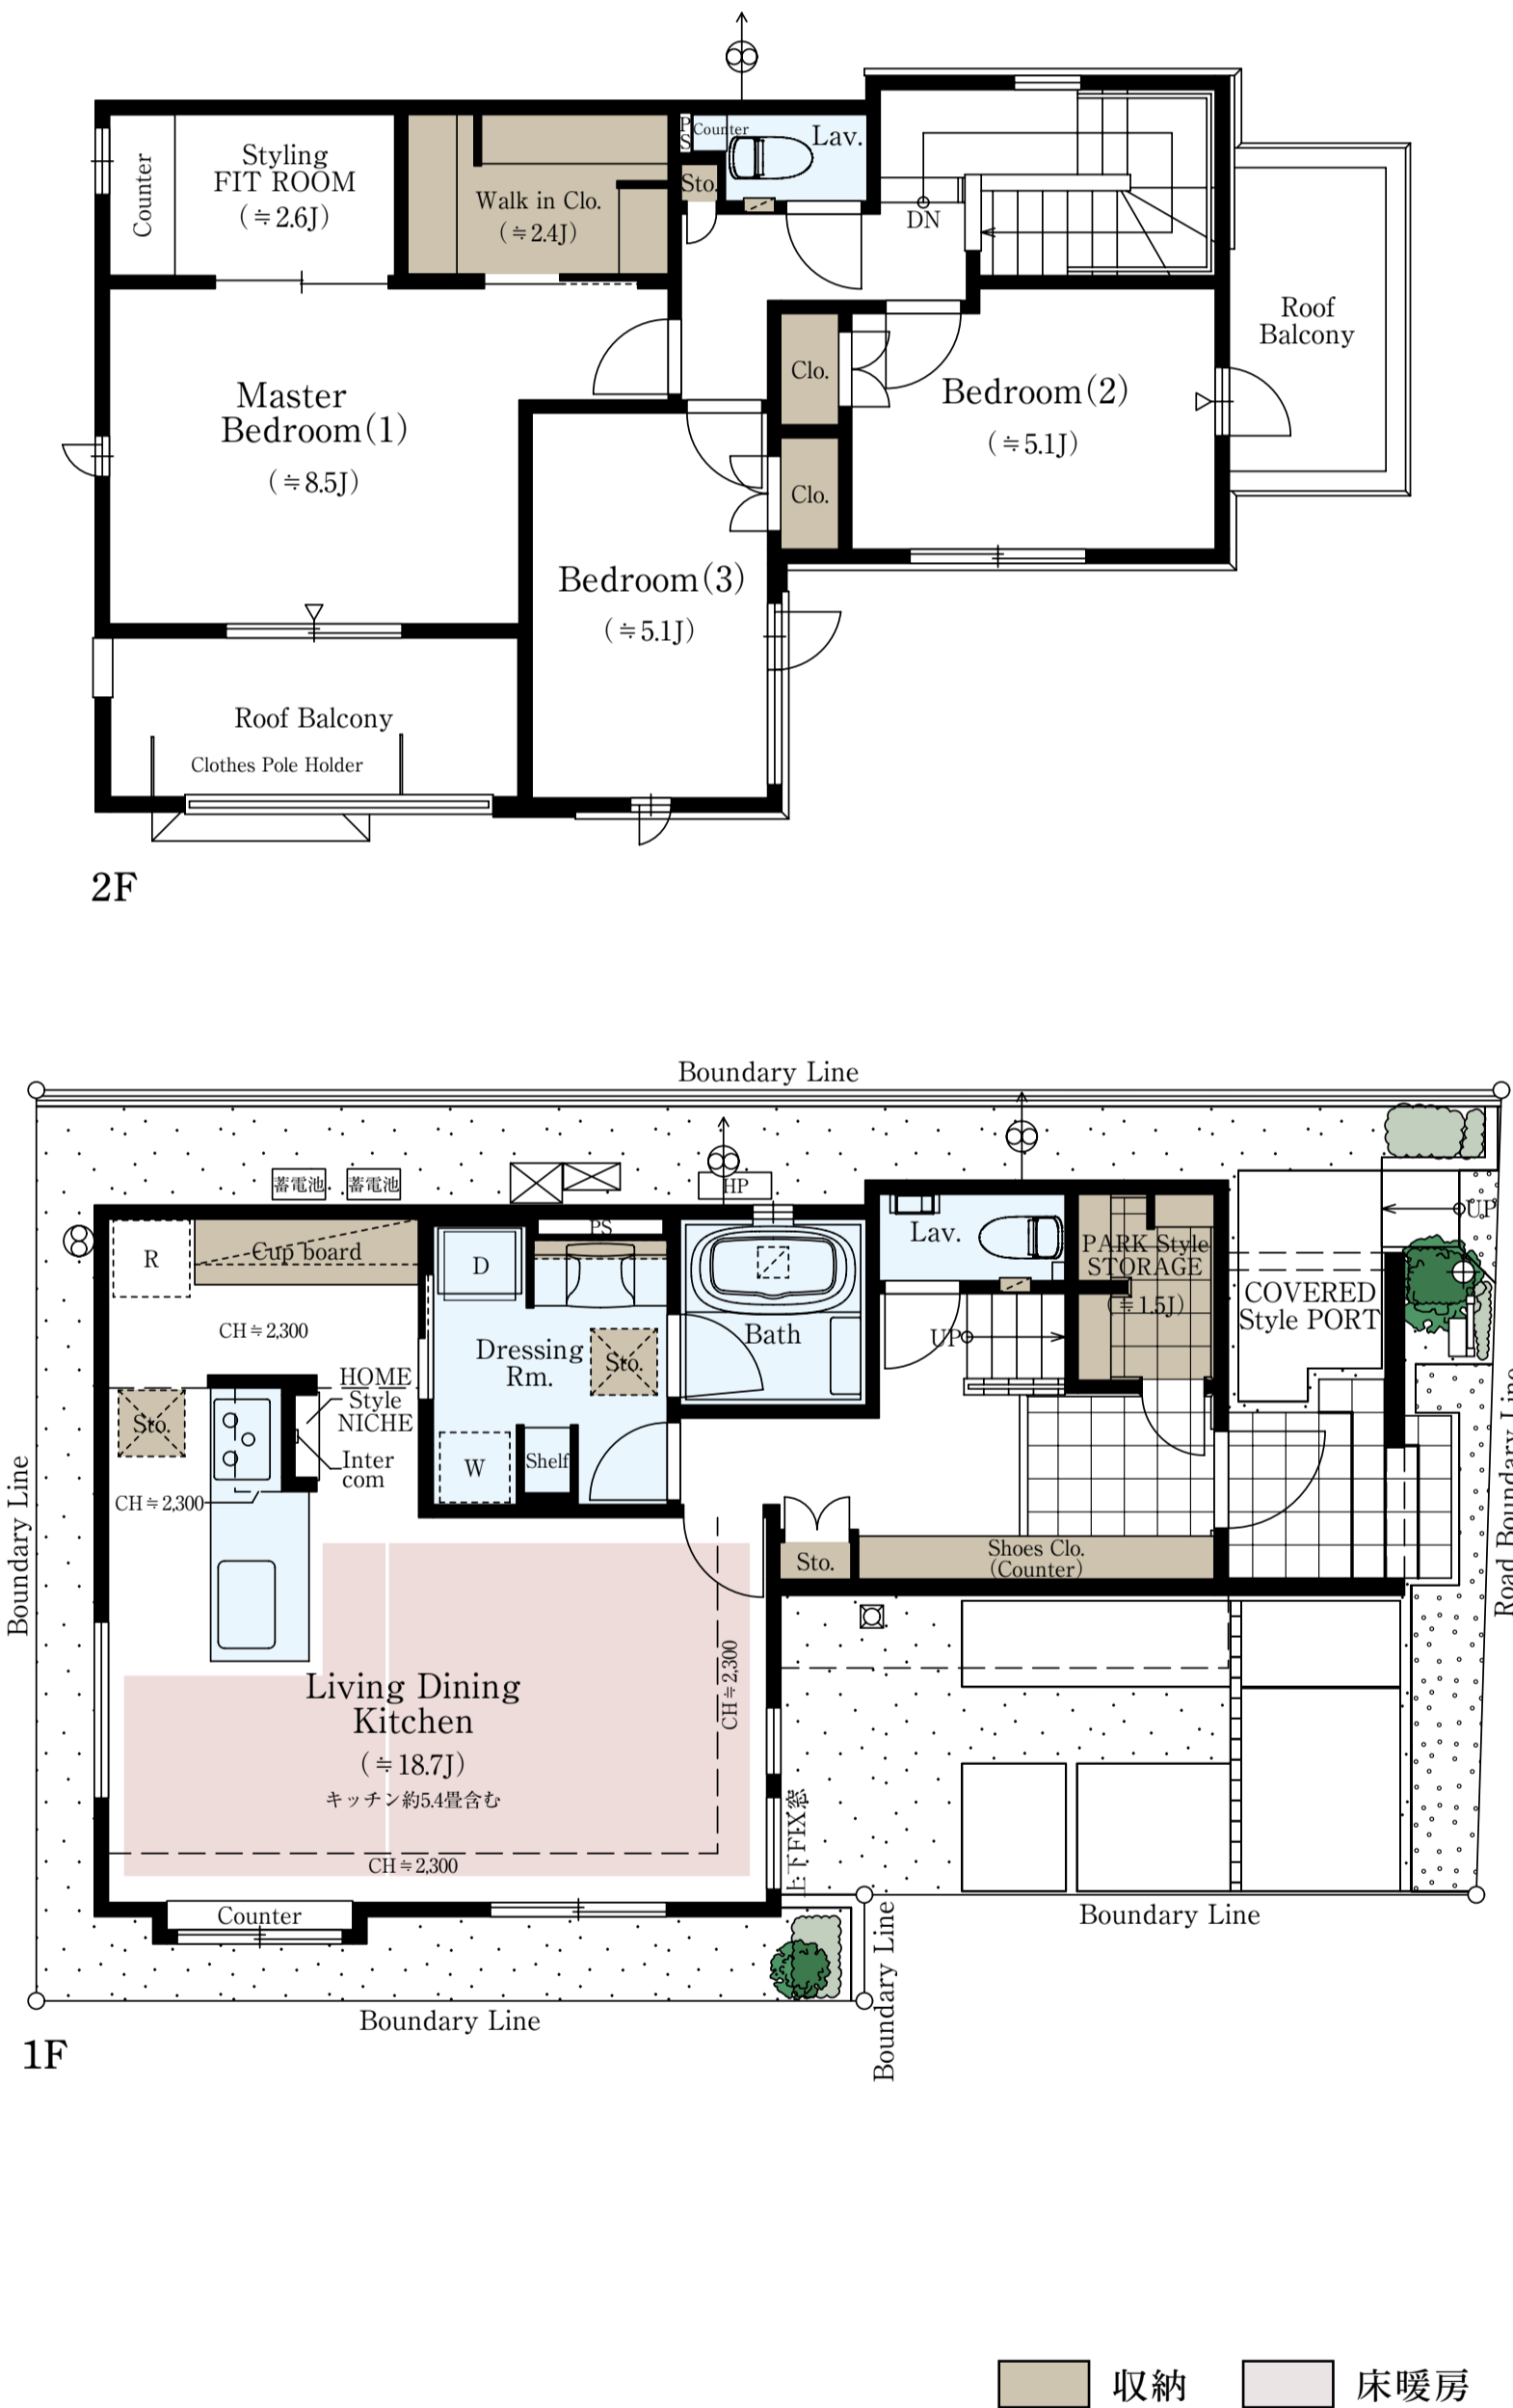 Counter
Styling
FIT ROOM
(≒2.6J)
Walk in Clo.
(≒2.4J)
PS
Counter
Lav.
Sto.
DN
Roof
Balcony
Master
Bedroom(1)
(≒8.5J)
Clo.
Bedroom(2)
(≒5.1J)
Clo.
Bedroom(3)
(≒5.1J)
Roof Balcony
Clothes Pole Holder
2F
Boundary Line
蓄電池
蓄電池
HP
UP
R
Cup board
D
PS
Lav.
PARK Style
STORAGE
(≒1.5J)
COVERED
Style PORT
CH≒2,300
Dressing
Rm.
Sto.
Bath
UP
HOME
Style
NICHE
Sto.
Inter
com
W
Shelf
CH≒2,300
Boundary Line
Road Boundary Line
Sto.
Shoes Clo.
(Counter)
Living Dining
Kitchen
(≒18.7J)
キッチン約5.4畳含む
CH≒2,300
上下FIX窓
CH≒2,300
Counter
Boundary Line
Boundary Line
Boundary Line
1F
収納
床暖房